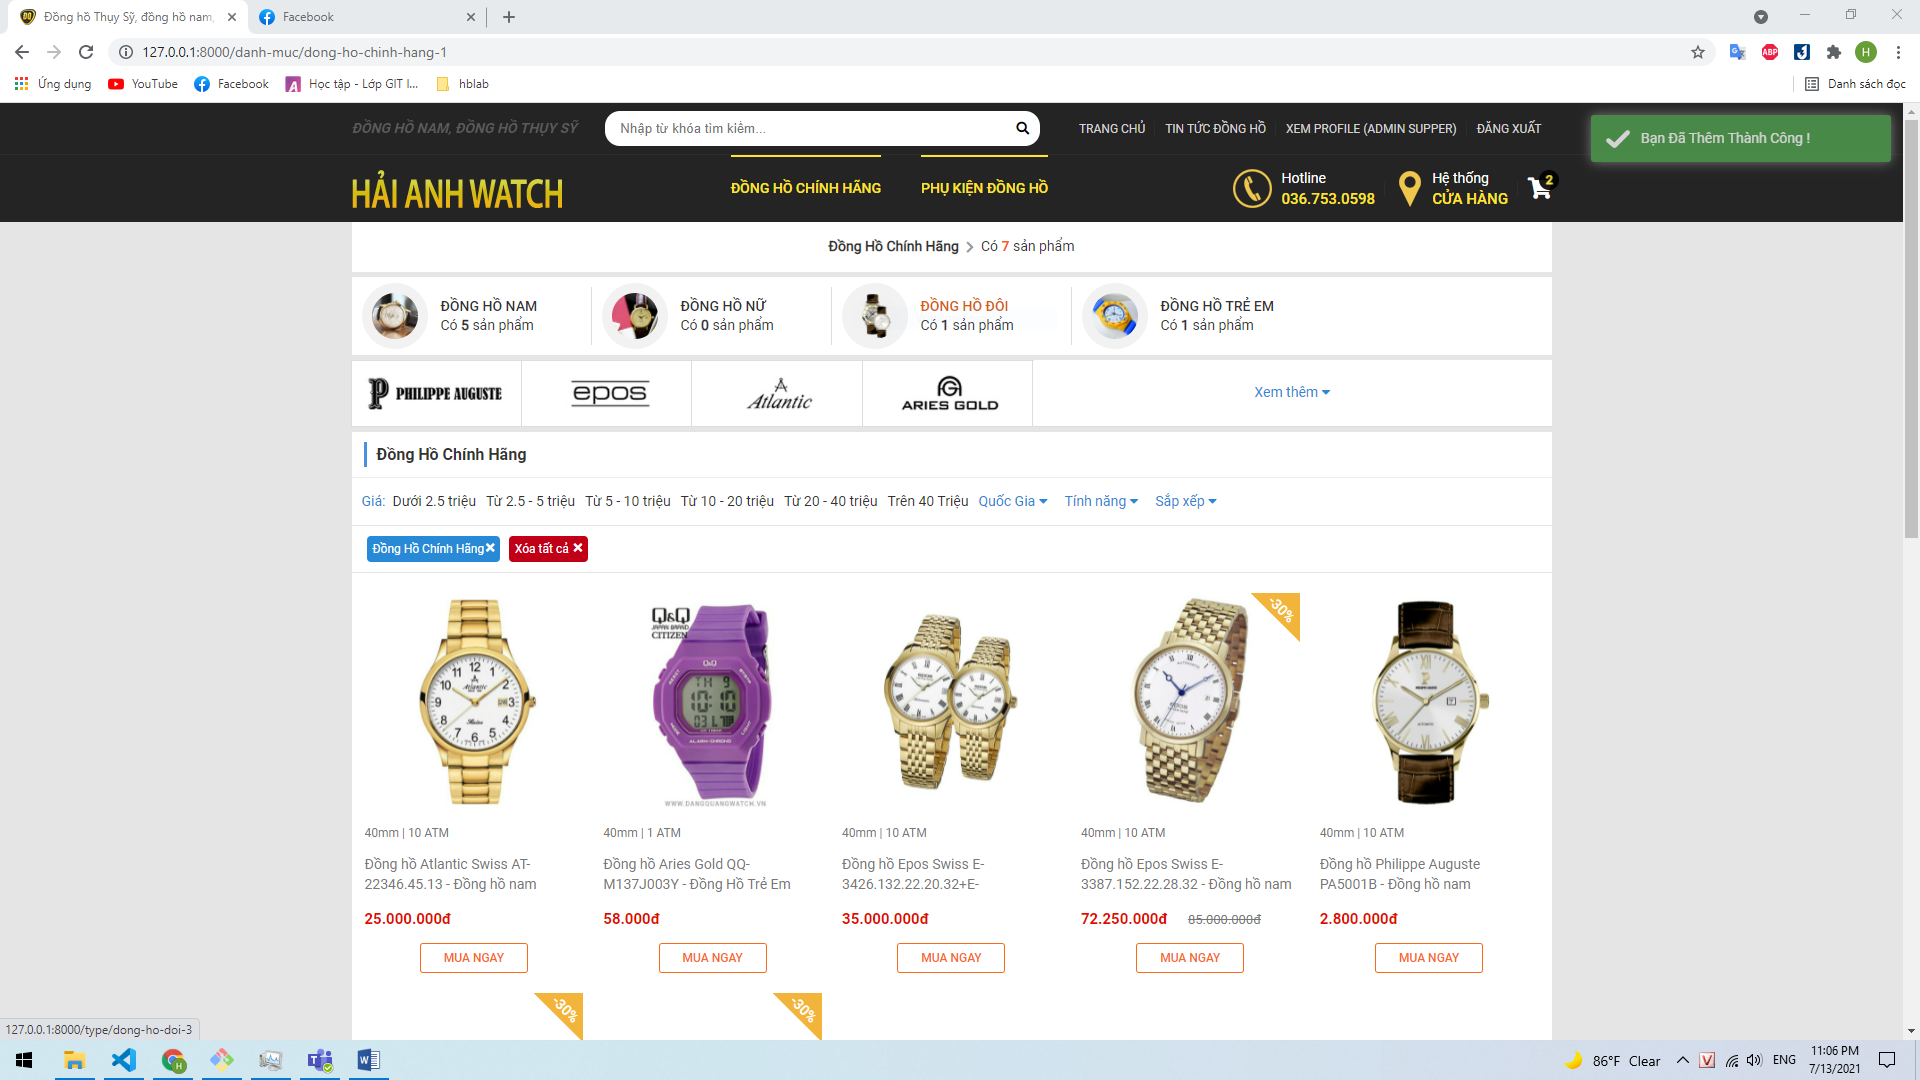 Đồng hồ Thụy Sỹ, đồng hồ nam,
Facebook
127.0.0.1:8000/danh-muc/dong-ho-chinh-hang-1
ABP
H
Ứng dụng
YouTube
Facebook
Học tập - Lớp GIT I...
hblab
Danh sách đọc
ĐỒNG HỒ NAM, ĐỒNG HỒ THỤY SỸ
Nhập từ khóa tìm kiếm...
TRANG CHỦ
TIN TỨC ĐỒNG HỒ
XEM PROFILE (ADMIN SUPPER)
ĐĂNG XUẤT
Bạn Đã Thêm Thành Công !
HẢI ANH WATCH
ĐỒNG HỒ CHÍNH HÃNG
PHỤ KIỆN ĐỒNG HỒ
Hotline
036.753.0598
Hệ thống
CỬA HÀNG
2
Đồng Hồ Chính Hãng
Có 7 sản phẩm
ĐỒNG HỒ NAM
Có 5 sản phẩm
ĐỒNG HỒ NỮ
Có 0 sản phẩm
ĐỒNG HỒ ĐÔI
Có 1 sản phẩm
ĐỒNG HỒ TRẺ EM
Có 1 sản phẩm
PHILIPPE AUGUSTE
epos
Atlantic
ARIES GOLD
Xem thêm
Đồng Hồ Chính Hãng
Giá:
Dưới 2.5 triệu
Từ 2.5 - 5 triệu
Từ 5 - 10 triệu
Từ 10 - 20 triệu
Từ 20 - 40 triệu
Trên 40 Triệu
Quốc Gia
Tính năng
Sắp xếp
Đồng Hồ Chính Hãng
Xóa tất cả
Q&Q
JAPAN BRAND
CITIZEN
-30%
WWW.DANGQUANGWATCH.VN
40mm | 10 ATM
Đồng hồ Atlantic Swiss AT-
22346.45.13 - Đồng hồ nam
25.000.000đ
MUA NGAY
40mm | 1 ATM
Đồng hồ Aries Gold QQ-
M137J003Y - Đồng Hồ Trẻ Em
58.000đ
MUA NGAY
40mm | 10 ATM
Đồng hồ Epos Swiss E-
3426.132.22.20.32+E-
35.000.000đ
MUA NGAY
40mm | 10 ATM
Đồng hồ Epos Swiss E-
3387.152.22.28.32 - Đồng hồ nam
72.250.000đ 85.000.000đ
MUA NGAY
40mm | 10 ATM
Đồng hồ Philippe Auguste
PA5001B - Đồng hồ nam
2.800.000đ
MUA NGAY
-30%
-30%
127.0.0.1:8000/type/dong-ho-doi-3
86°F Clear
ENG
11:06 PM
7/13/2021